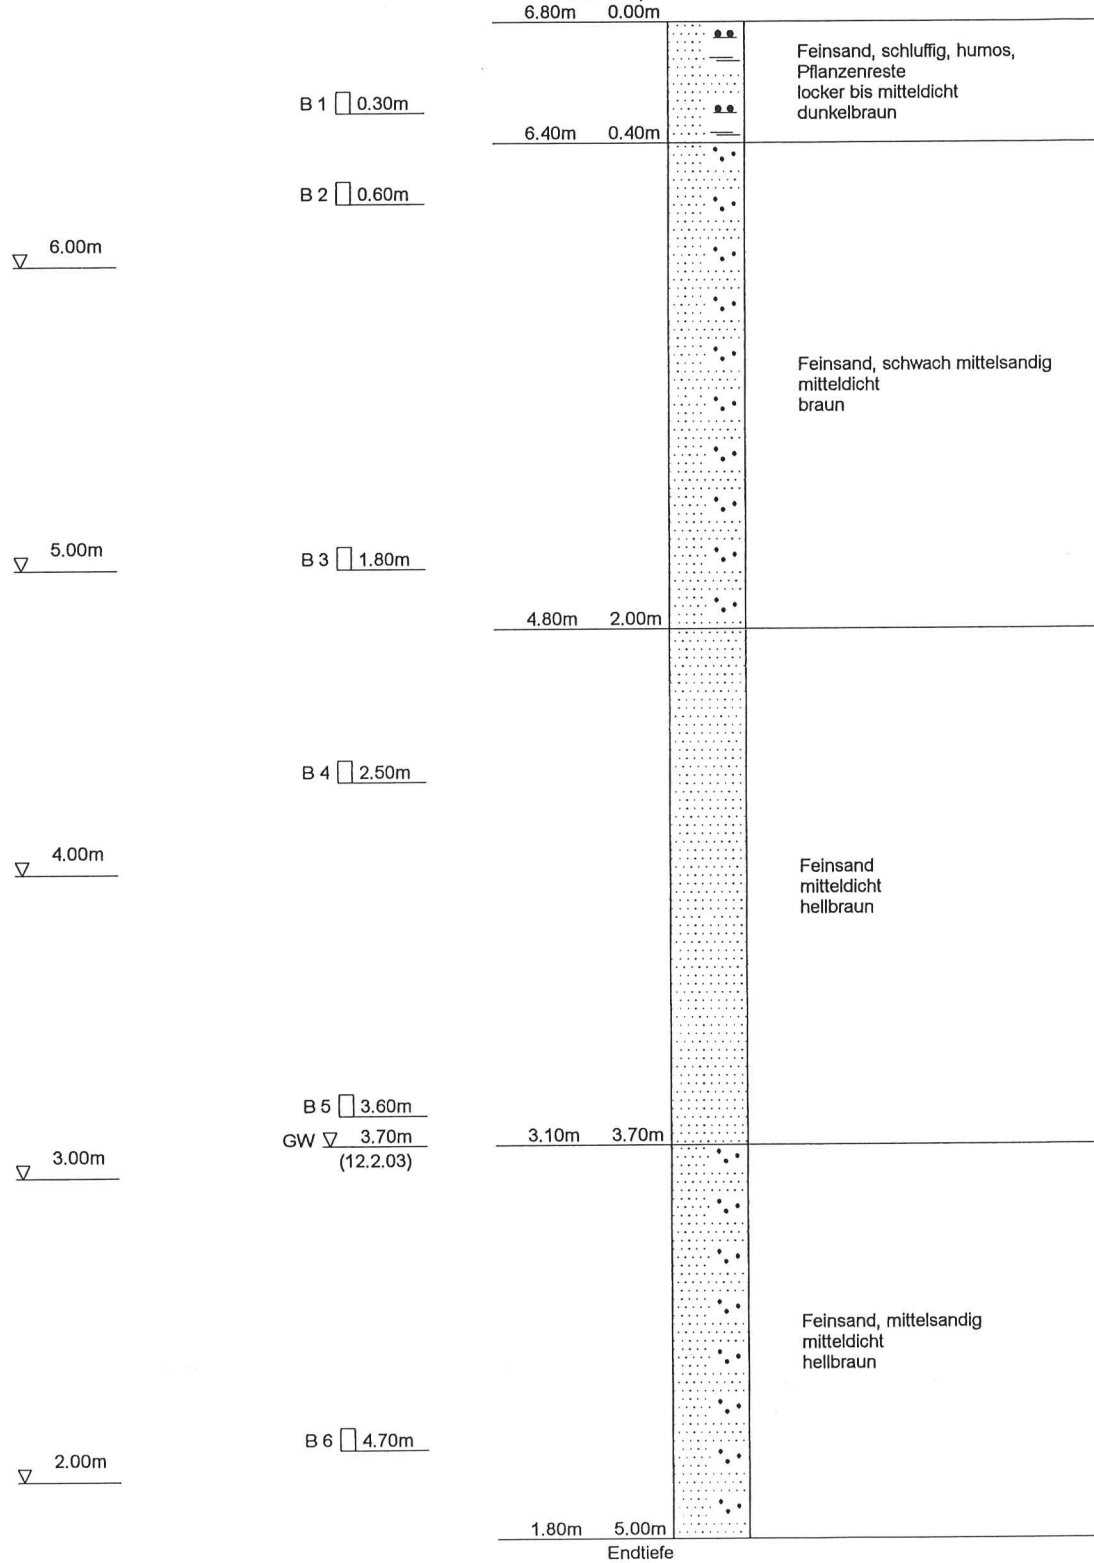 6.80m 0.00m
Feinsand, schluffig, humos,
Pflanzenreste
locker bis mitteldicht
dunkelbraun
B 1 0.30m
6.40m 0.40m
B 2 0.60m
6.00m
Feinsand, schwach mittelsandig
mitteldicht
braun
5.00m
B 3 1.80m
4.80m 2.00m
B 4 2.50m
4.00m
Feinsand
mitteldicht
hellbraun
B 5 3.60m
GW 3.70m
(12.2.03)
3.10m 3.70m
3.00m
Feinsand, mittelsandig
mitteldicht
hellbraun
B 6 4.70m
2.00m
1.80m 5.00m
Endtiefe